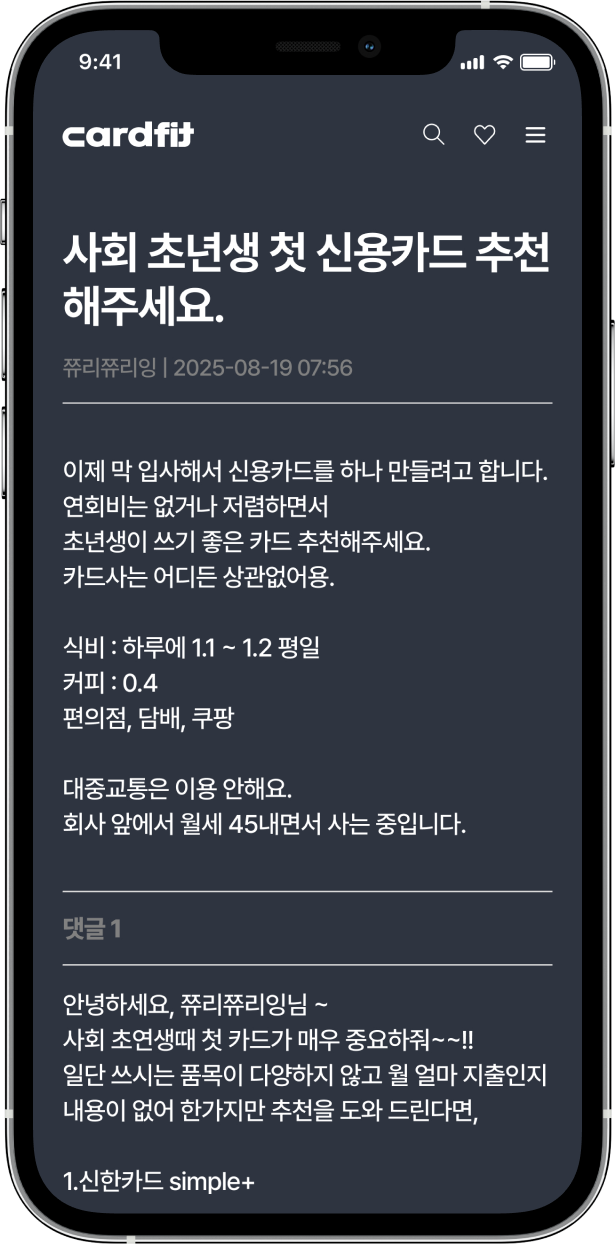 9:41
cardfit
사회 초년생 첫 신용카드 추천
해주세요.
쮸리쮸리잉 | 2025-08-19 07:56
이제 막 입사해서 신용카드를 하나 만들려고 합니다.
연회비는 없거나 저렴하면서
초년생이 쓰기 좋은 카드 추천해주세요.
카드사는 어디든 상관없어용.
식비 : 하루에 1.1 ~ 1.2 평일
커피 : 0.4
편의점, 담배, 쿠팡
대중교통은 이용 안해요.
회사 앞에서 월세 45내면서 사는 중입니다.
댓글 1
안녕하세요, 쮸리쮸리잉님 ~
사회 초연생때 첫 카드가 매우 중요하줘~~!!
일단 쓰시는 품목이 다양하지 않고 월 얼마 지출인지
내용이 없어 한가지만 추천을 도와 드린다면,
1.신한카드 simple+